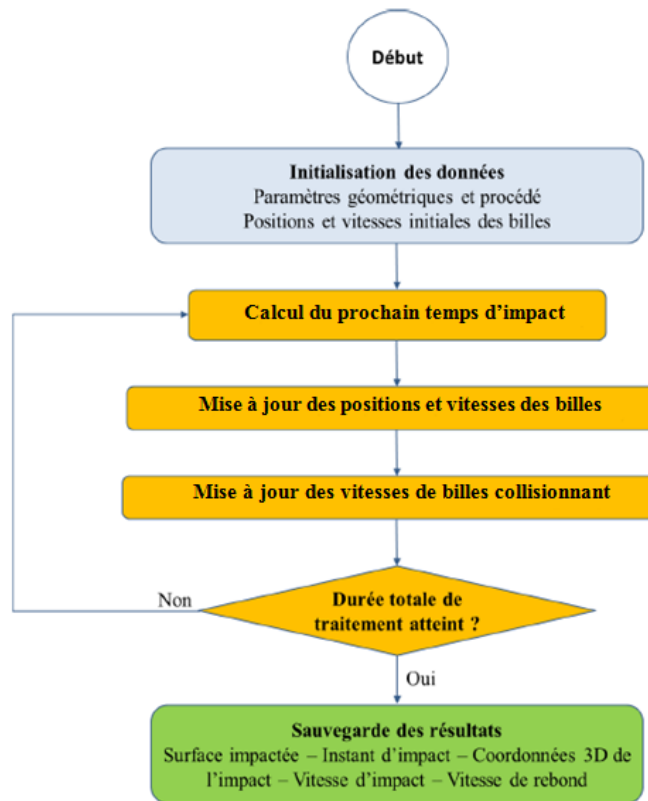 Début
Initialisation des données
Paramètres géométriques et procédé
Positions et vitesses initiales des billes
Calcul du prochain temps d’impact
Mise à jour des positions et vitesses des billes
Mise à jour des vitesses de billes collisionnant
Non
Durée totale de
traitement atteint ?
Oui
Sauvegarde des résultats
Surface impactée – Instant d’impact – Coordonnées 3D de
l’impact – Vitesse d’impact – Vitesse de rebond